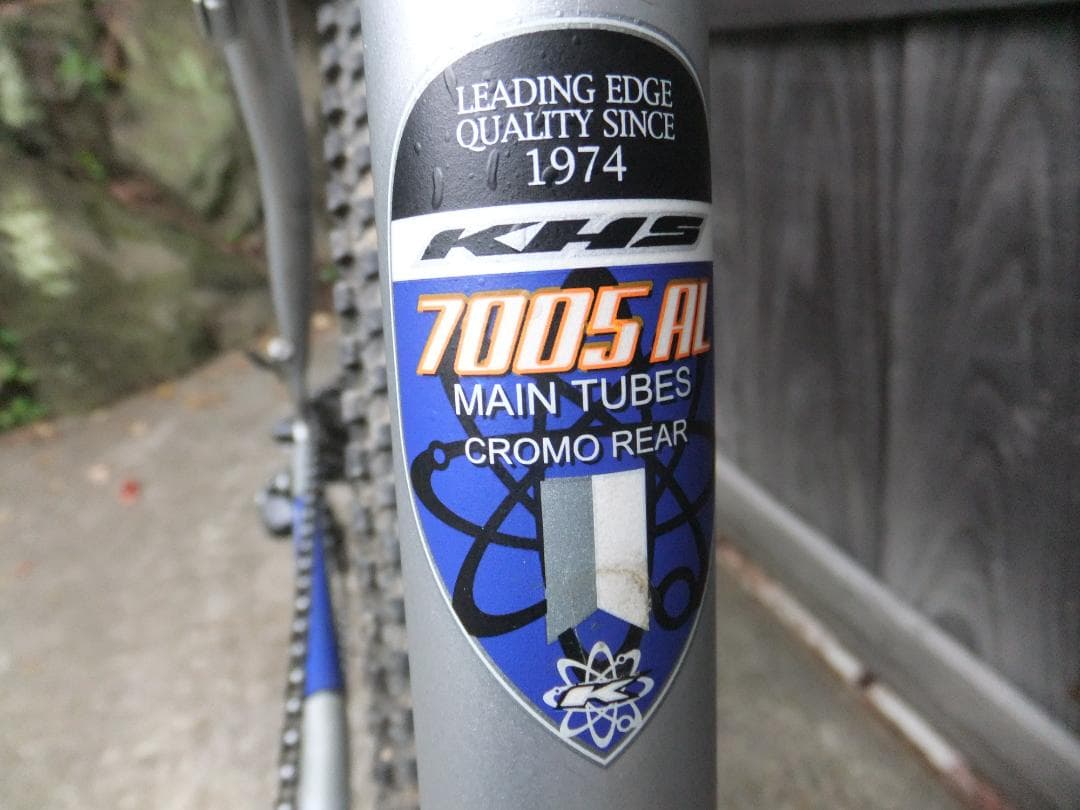 LEADING EDGE
QUALITY SINCE
1974
KHS
7005 AL
MAIN TUBES
CROMO REAR
K